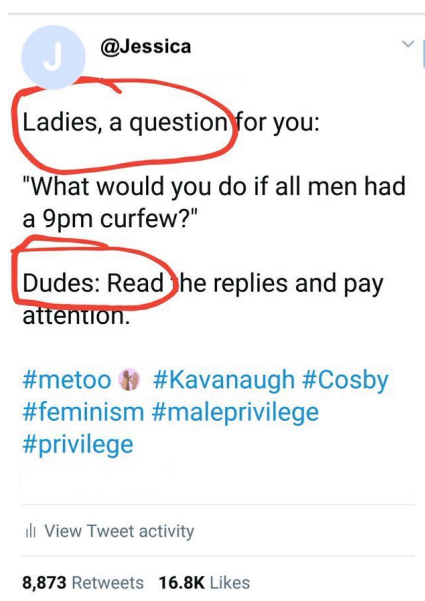 J
@Jessica
Ladies, a question for you:
"What would you do if all men had
a 9pm curfew?"
Dudes: Read the replies and pay
attention.
#metoo #Kavanaugh #Cosby
#feminism #maleprivilege
#privilege
View Tweet activity
8,873 Retweets 16.8K Likes